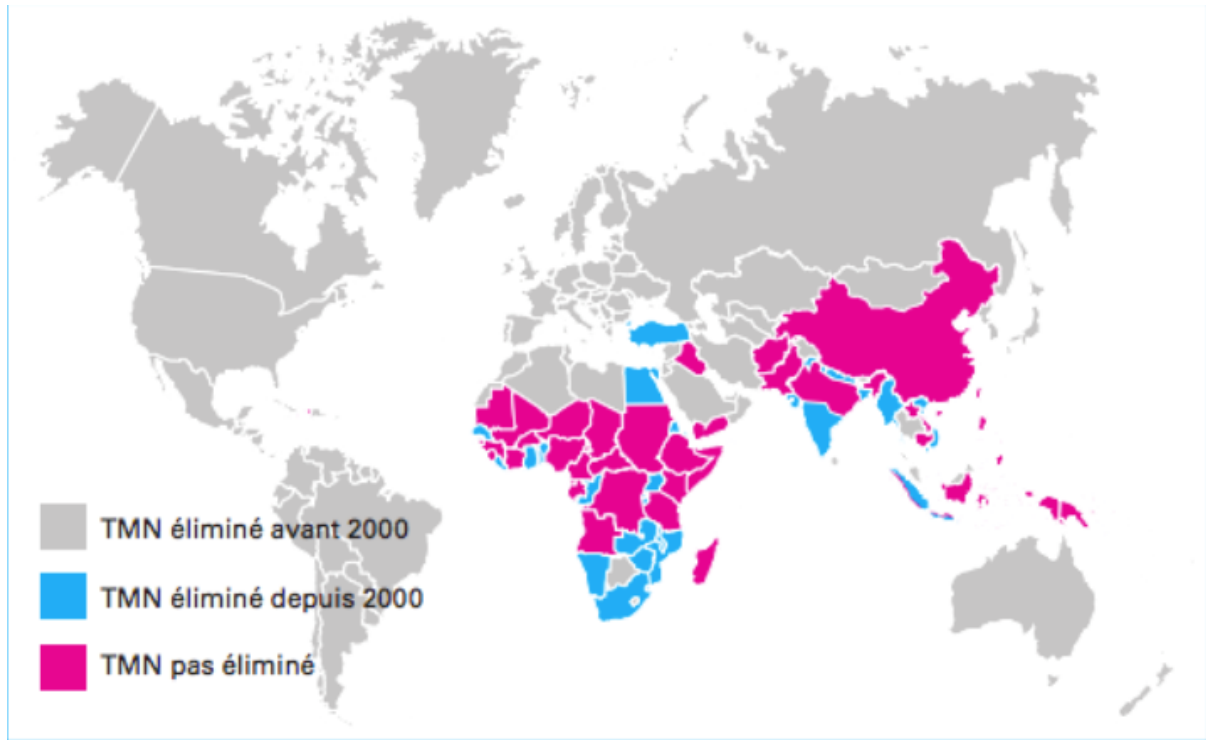 TMN éliminé avant 2000
TMN éliminé depuis 2000
TMN pas éliminé